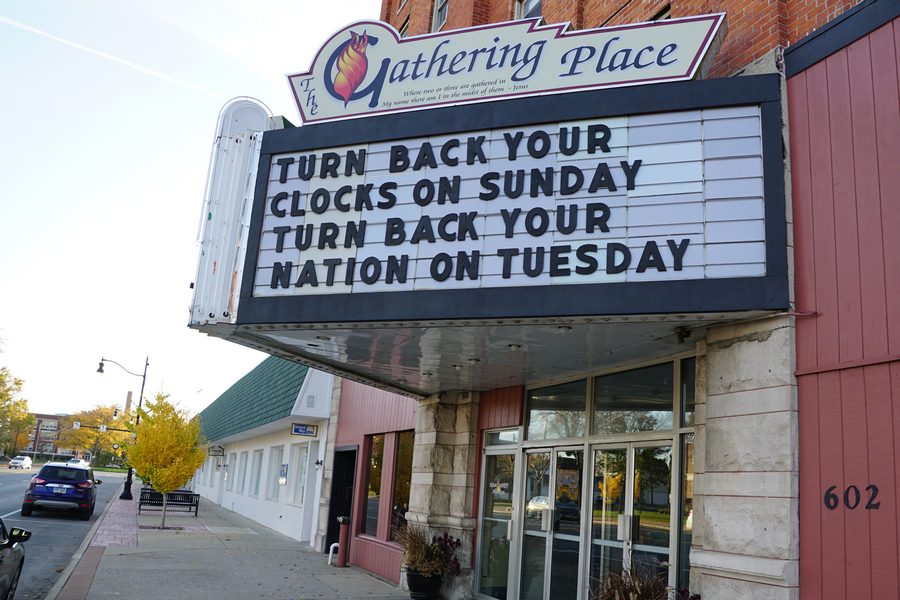 The Gathering Place
Where two or three are gathered in
My name there am I in the midst of them - Jesus
TURN BACK YOUR
CLOCKS ON SUNDAY
TURN BACK YOUR
NATION ON TUESDAY
602